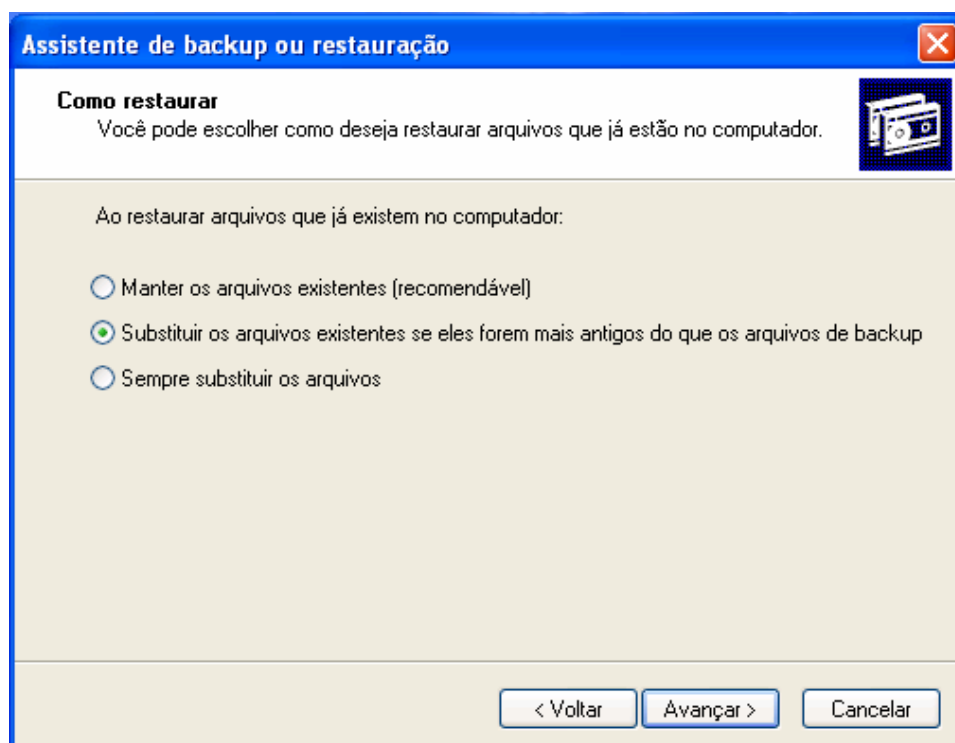 Assistente de backup ou restauração
Como restaurar
Você pode escolher como deseja restaurar arquivos que já estão no computador.
Ao restaurar arquivos que já existem no computador:
Manter os arquivos existentes (recomendável)
Substituir os arquivos existentes se eles forem mais antigos do que os arquivos de backup
Sempre substituir os arquivos
< Voltar
Avançar >
Cancelar